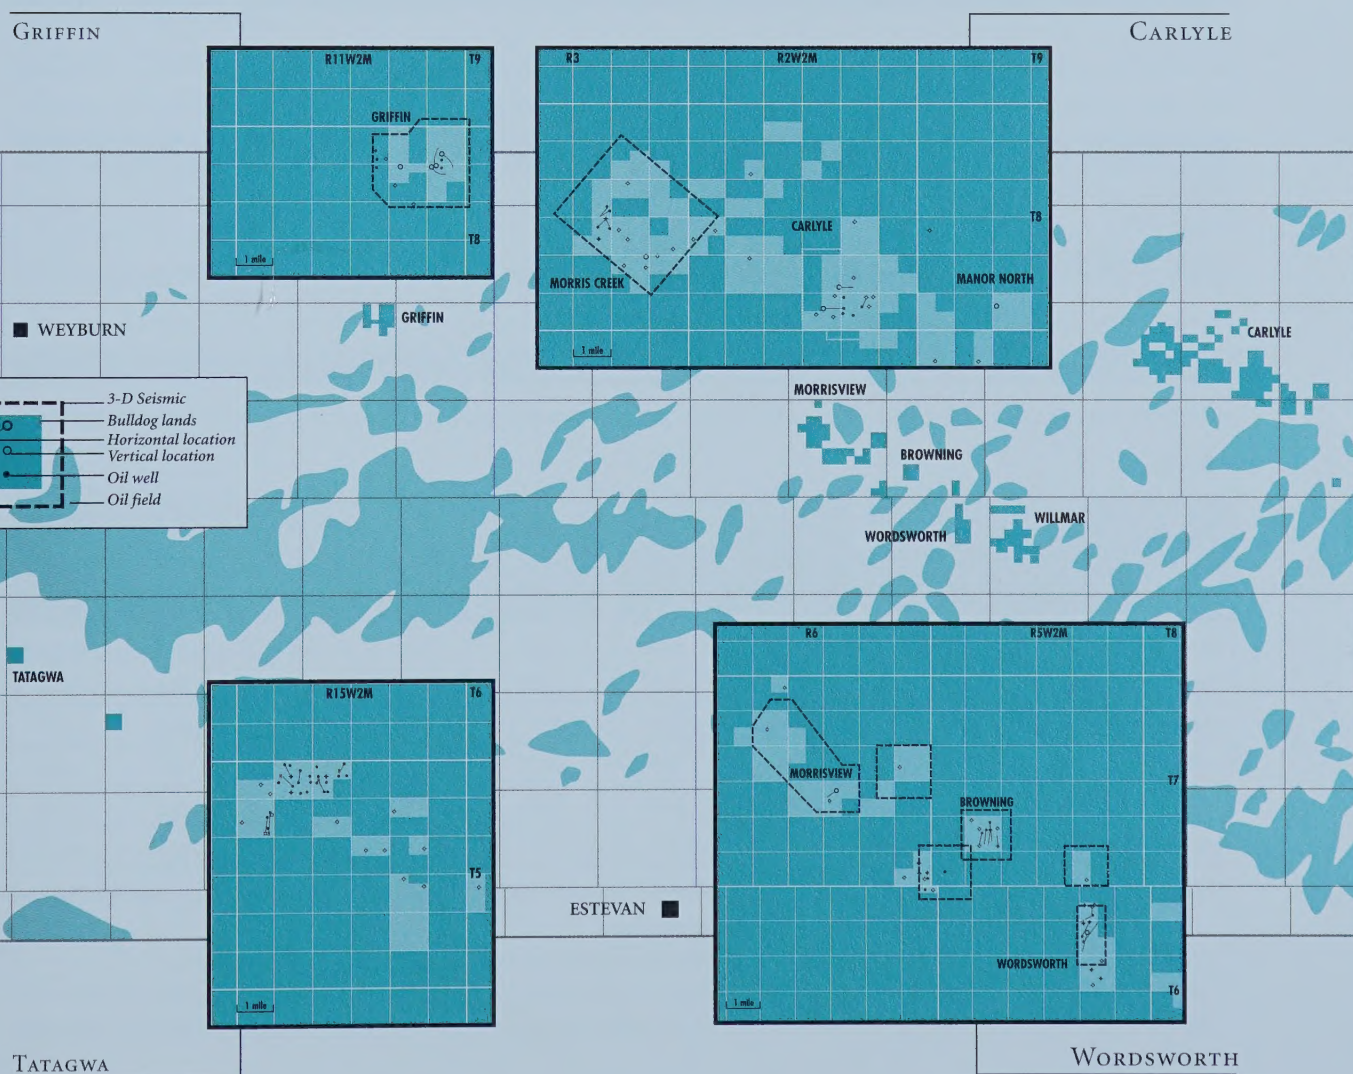 GRIFFIN
CARLYLE
R11W2M
T9
GRIFFIN
T8
1 mile
R3
R2W2M
T9
CARLYLE
T8
MORRIS CREEK
MANOR NORTH
1 mile
WEYBURN
GRIFFIN
CARLYLE
3-D Seismic
Bulldog lands
Horizontal location
Vertical location
Oil well
Oil field
MORRISVIEW
BROWNING
WORDSWORTH
WILLMAR
TATAGWA
R15W2M
T6
T5
1 mile
ESTEVAN
R6
R5W2M
T8
MORRISVIEW
T7
BROWNING
WORDSWORTH
T6
1 mile
TATAGWA
WORDSWORTH